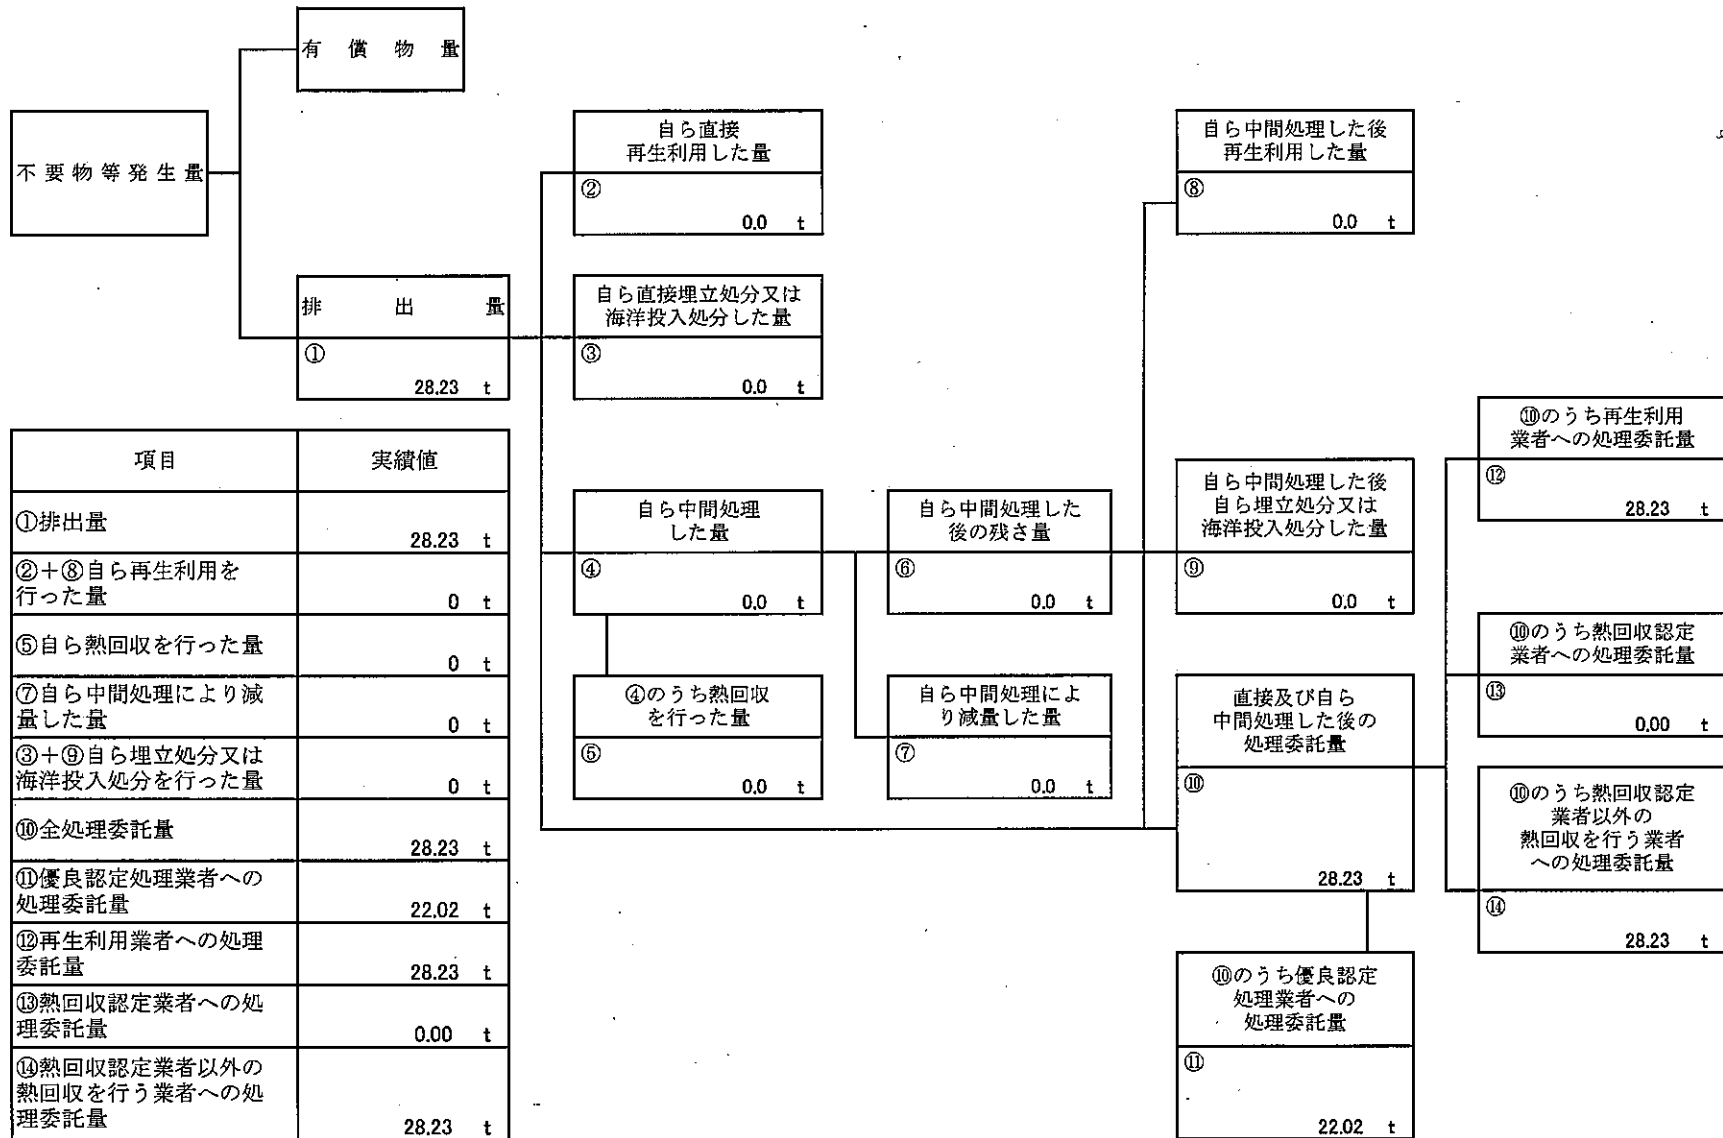 有償物量
不要物等発生量
排出量
①
28.23 t
自ら直接
再生利用した量
②
0.0 t
自ら直接埋立処分又は
海洋投入処分した量
③
0.0 t
自ら中間処理
した量
④
0.0 t
④のうち熱回収
を行った量
⑤
0.0 t
自ら中間処理した
後の残さ量
⑥
0.0 t
自ら中間処理によ
り減量した量
⑦
0.0 t
自ら中間処理した後
再生利用した量
⑧
0.0 t
自ら中間処理した後
自ら埋立処分又は
海洋投入処分した量
⑨
0.0 t
直接及び自ら
中間処理した後の
処理委託量
⑩
28.23 t
⑩のうち優良認定
処理業者への
処理委託量
⑪
22.02 t
⑩のうち再生利用
業者への処理委託量
⑫
28.23 t
⑩のうち熱回収認定
業者への処理委託量
⑬
0.00 t
⑩のうち熱回収認定
業者以外の
熱回収を行う業者
への処理委託量
⑭
28.23 t
項目 実績値
①排出量
28.23 t
②＋⑧自ら再生利用を
行った量
0 t
⑤自ら熱回収を行った量
0 t
⑦自ら中間処理により減
量した量
0 t
③＋⑨自ら埋立処分又は
海洋投入処分を行った量
0 t
⑩全処理委託量
28.23 t
⑪優良認定処理業者への
処理委託量
22.02 t
⑫再生利用業者への処理
委託量
28.23 t
⑬熱回収認定業者への処
理委託量
0.00 t
⑭熱回収認定業者以外の
熱回収を行う業者への処
理委託量
28.23 t